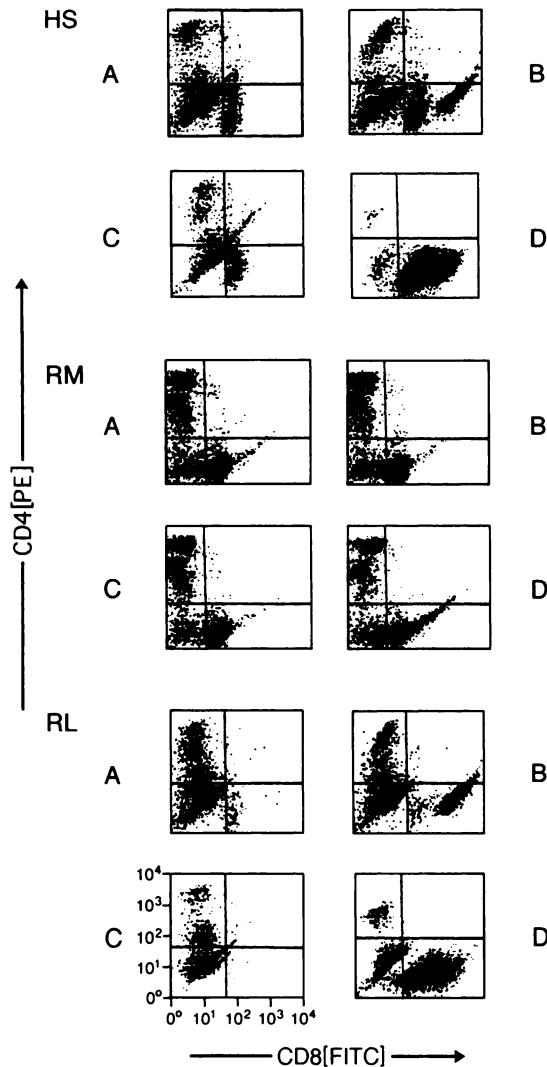 HS
A
B
C
D
RM
A
B
C
D
CD4[PE]
RL
A
B
C
D
10⁴
10³
10²
10¹
10⁰
10⁰ 10¹ 10² 10³ 10⁴
CD8[FITC]